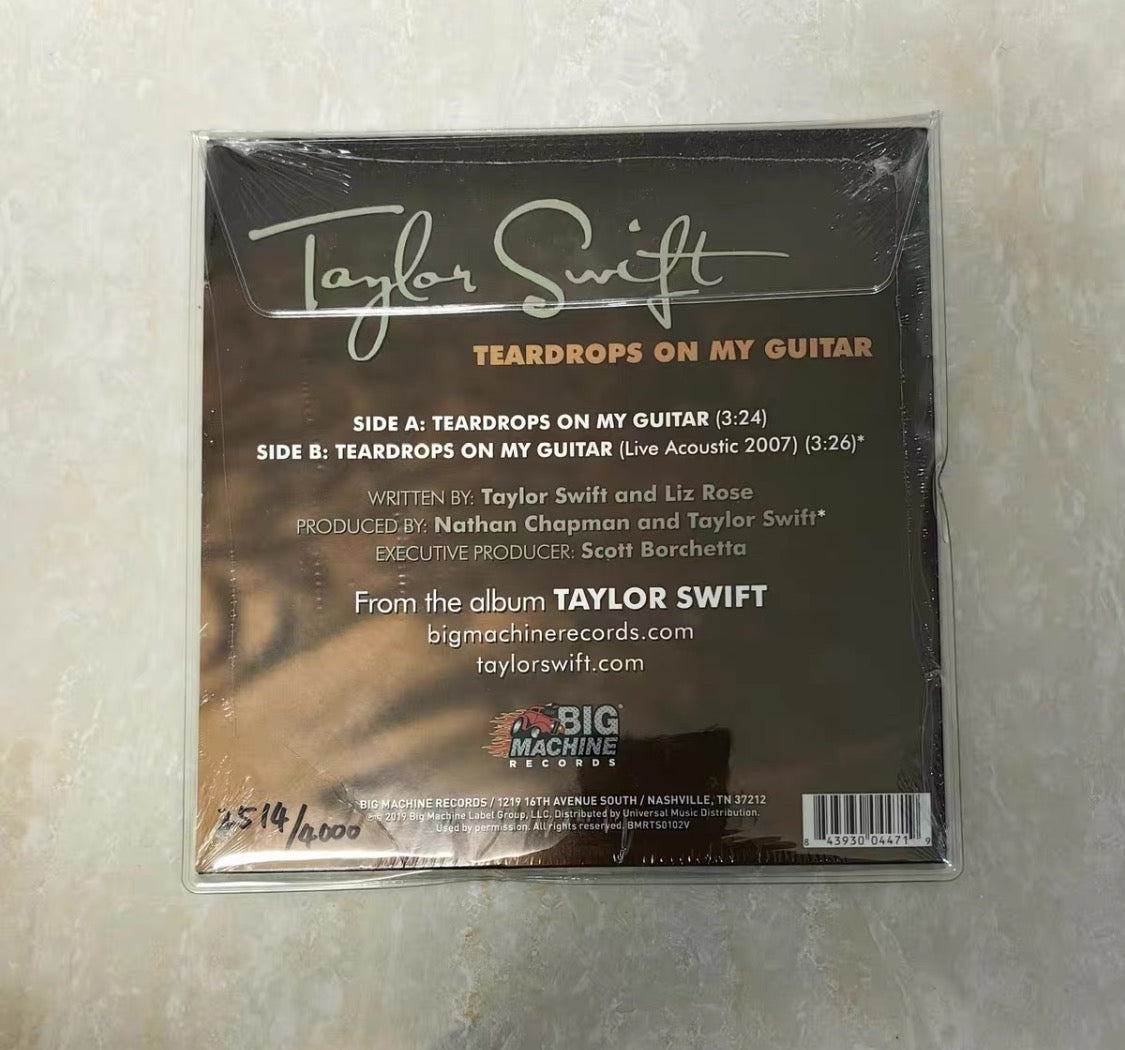 Taylor Swift
TEARDROPS ON MY GUITAR
SIDE A: TEARDROPS ON MY GUITAR (3:24)
SIDE B: TEARDROPS ON MY GUITAR (Live Acoustic 2007) (3:26)*
WRITTEN BY: Taylor Swift and Liz Rose
PRODUCED BY: Nathan Chapman and Taylor Swift*
EXECUTIVE PRODUCER: Scott Borchetta
From the album TAYLOR SWIFT
bigmachinerecords.com
taylorswift.com
BIG
MACHINE
RECORDS
2514/4000
BIG MACHINE RECORDS / 1219 16TH AVENUE SOUTH / NASHVILLE, TN 37212
℗© 2019 Big Machine Label Group, LLC. Distributed by Universal Music Distribution.
Used by permission. All rights reserved. BMRTS0102V
8 43930 04471 9